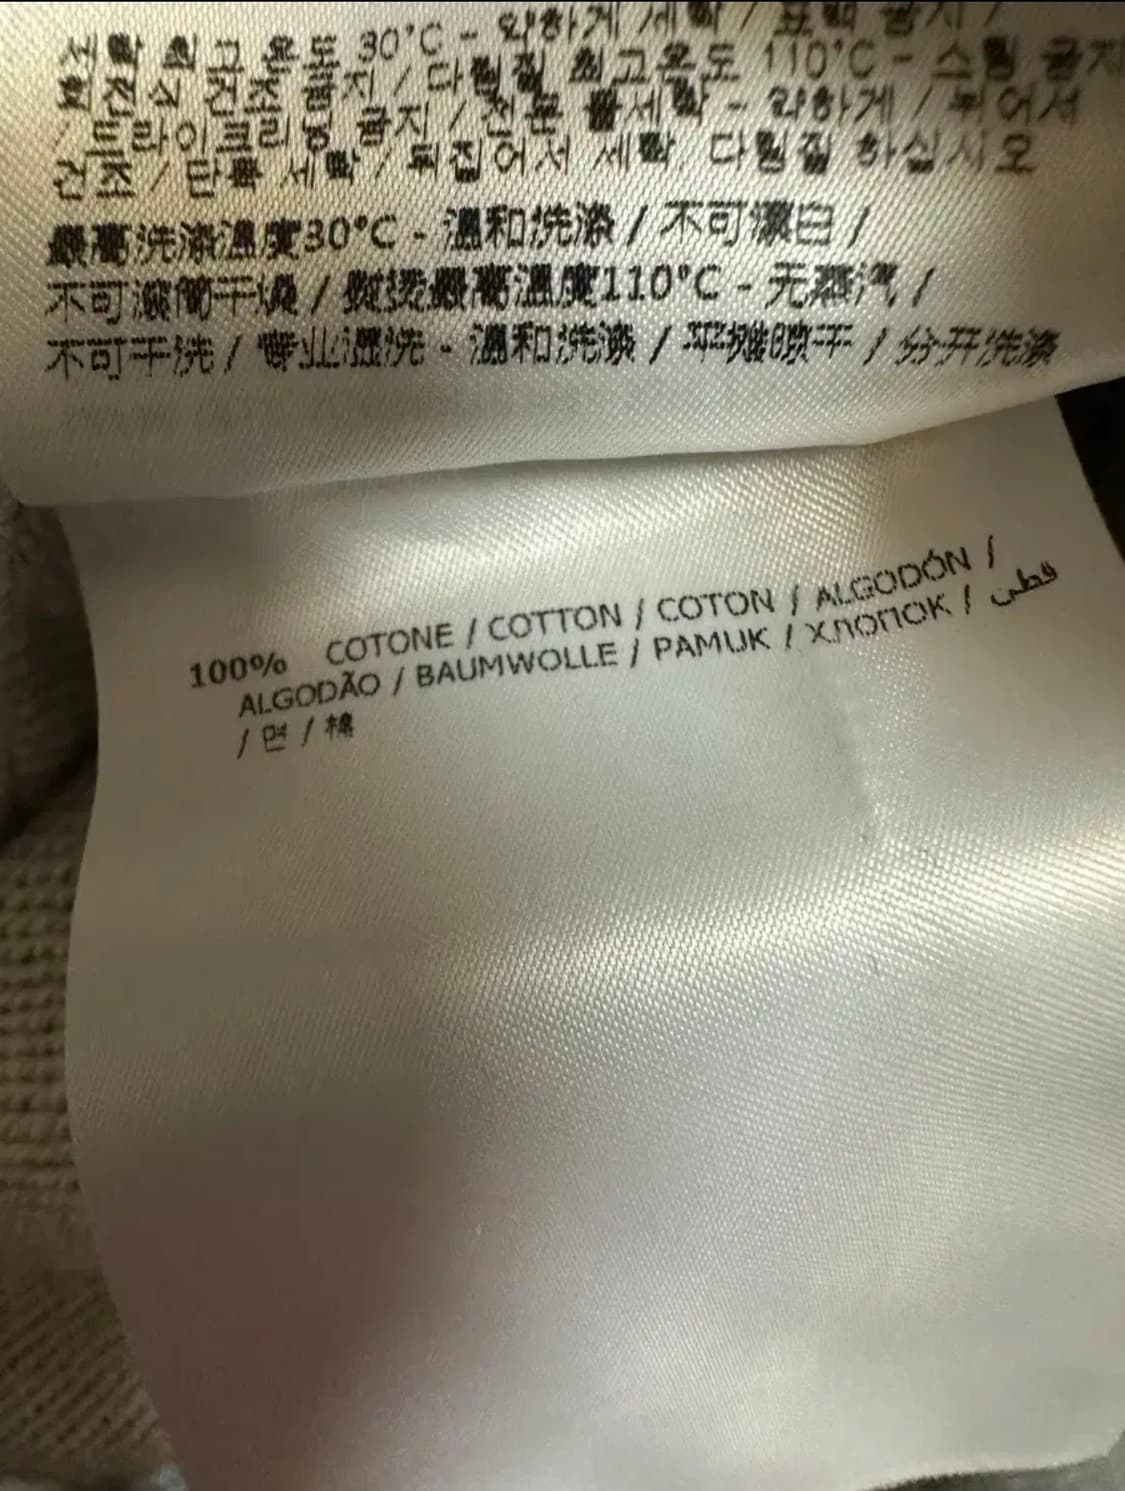 세탁 최고 온도 30°C - 약하게 세탁 / 표백 금지 /
회전식 건조 금지 / 다림질 최고온도 110°C - 스팀 금지
/ 드라이크리닝 금지 / 전문 물세탁 - 약하게 / 뉘어서
건조 / 단독 세탁 / 뒤집어서 세탁, 다림질 하십시오
最高洗涤温度30°C - 温和洗涤 / 不可漂白 /
不可滚筒干燥 / 熨烫最高温度110°C - 无蒸汽 /
不可干洗 / 专业湿洗 - 温和洗涤 / 平摊晾干 / 分开洗涤
100% COTONE / COTTON / COTON / ALGODÓN /
ALGODÃO / BAUMWOLLE / PAMUK / ХЛОПОК / قطن
/ 면 / 棉